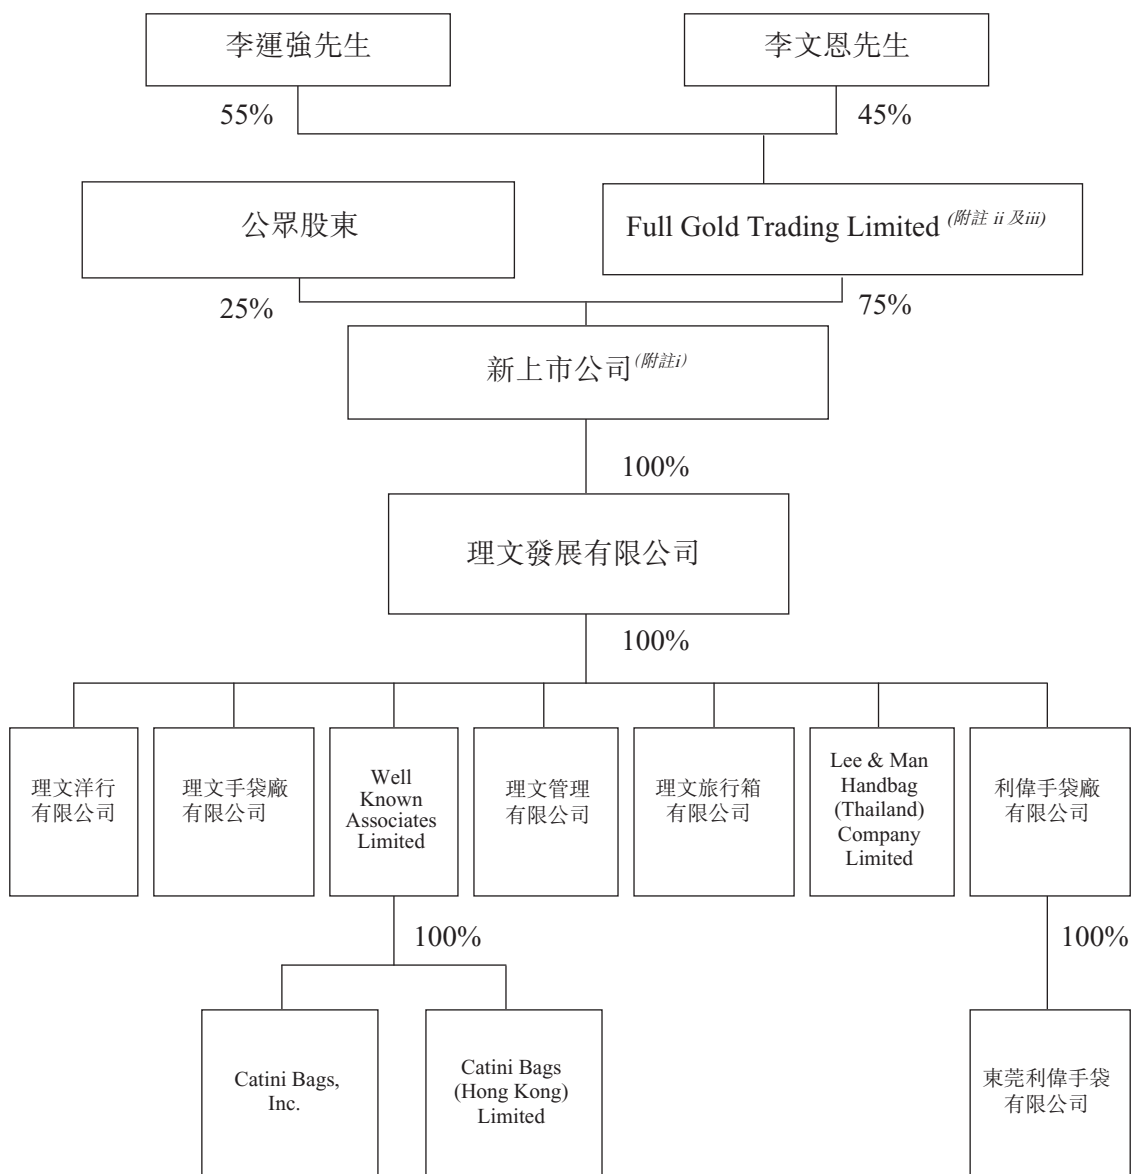 李運強先生
李文恩先生
55%
45%
公眾股東
Full Gold Trading Limited (附註 ii 及iii)
25%
75%
新上市公司(附註i)
100%
理文發展有限公司
100%
理文洋行
有限公司
理文手袋廠
有限公司
Well
Known
Associates
Limited
理文管理
有限公司
理文旅行箱
有限公司
Lee & Man
Handbag
(Thailand)
Company
Limited
利偉手袋廠
有限公司
100%
100%
Catini Bags,
Inc.
Catini Bags
(Hong Kong)
Limited
東莞利偉手袋
有限公司